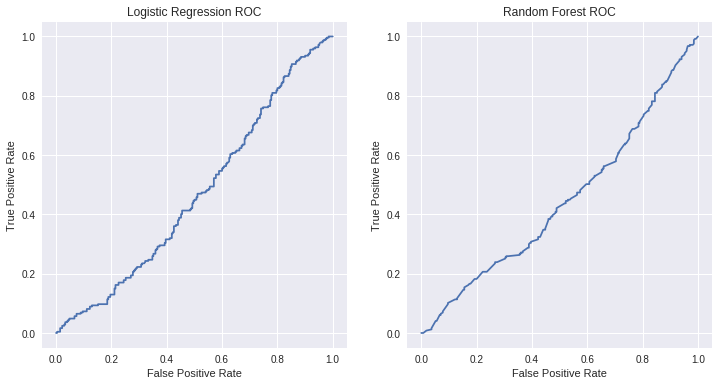 Logistic Regression ROC
1.0
0.8
0.6
0.4
0.2
0.0
True Positive Rate
0.0 0.2 0.4 0.6 0.8 1.0
False Positive Rate
Random Forest ROC
1.0
0.8
0.6
0.4
0.2
0.0
True Positive Rate
0.0 0.2 0.4 0.6 0.8 1.0
False Positive Rate